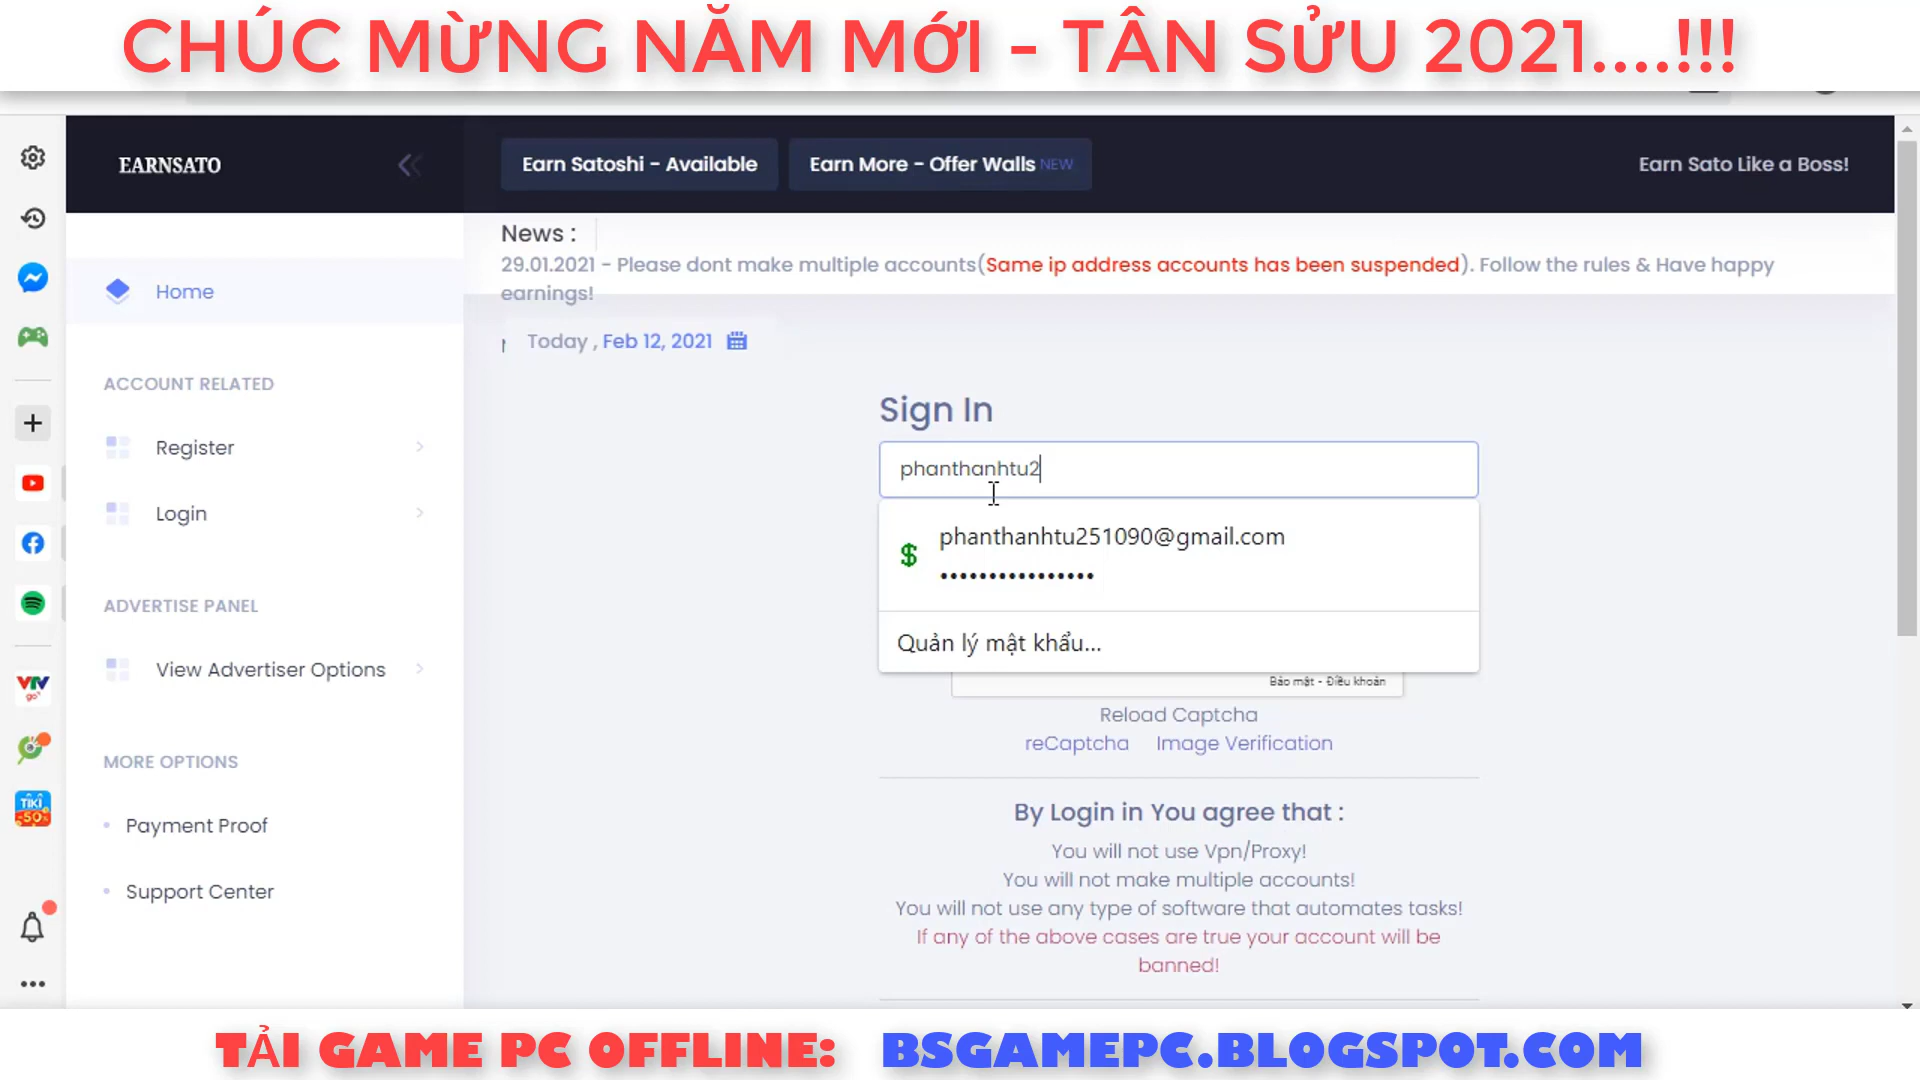 CHÚC MỪNG NĂM MỚI - TÂN SỬU 2021....!!!
EARNSATO
Earn Satoshi - Available
Earn More - Offer Walls NEW
Earn Sato Like a Boss!
News :
29.01.2021 - Please dont make multiple accounts(Same ip address accounts has been suspended). Follow the rules & Have happy
earnings!
Home
Today , Feb 12, 2021
ACCOUNT RELATED
Register
Login
ADVERTISE PANEL
View Advertiser Options
MORE OPTIONS
Payment Proof
Support Center
Sign In
phanthanhtu2
phanthanhtu251090@gmail.com
••••••••••••••••
Quản lý mật khẩu...
Bảo mật - Điều khoản
Reload Captcha
reCaptcha Image Verification
By Login in You agree that :
You will not use Vpn/Proxy!
You will not make multiple accounts!
You will not use any type of software that automates tasks!
If any of the above cases are true your account will be
banned!
VTV
go
TIKI
-50%
TẢI GAME PC OFFLINE: BSGAMEPC.BLOGSPOT.COM